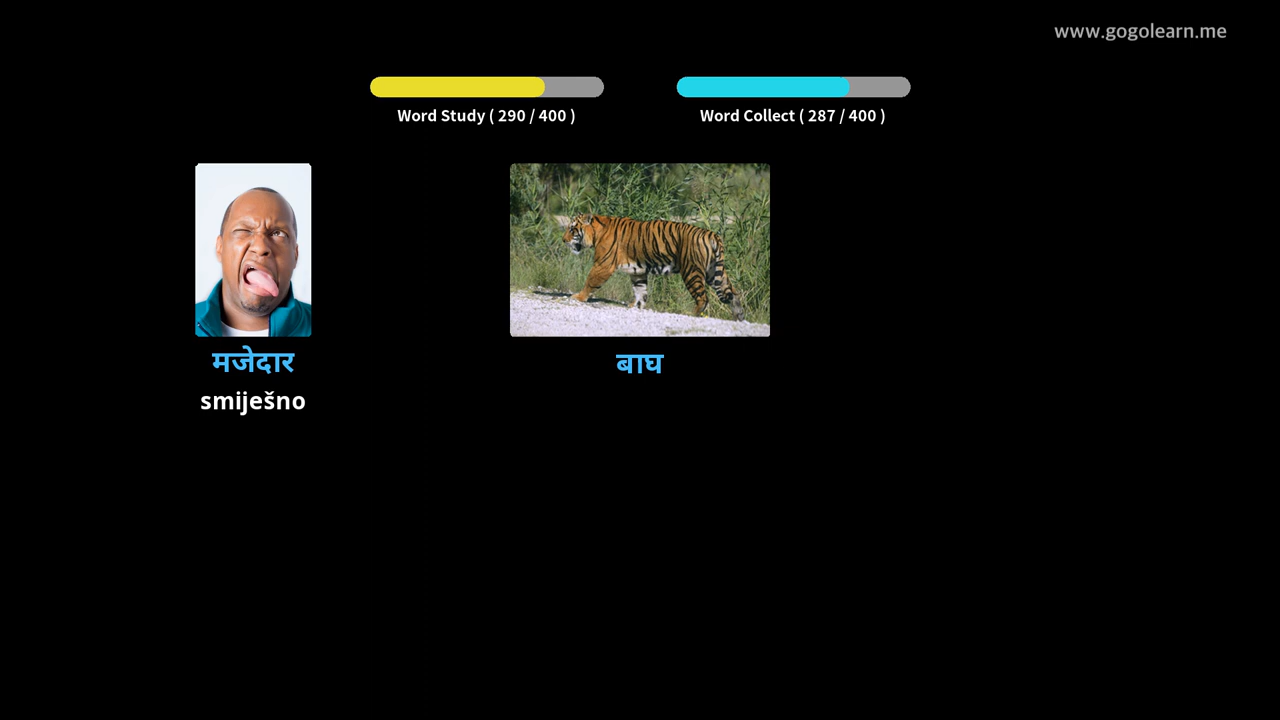 www.gogolearn.me
Word Study ( 290 / 400 )
Word Collect ( 287 / 400 )
मजेदार
smiješno
बाघ